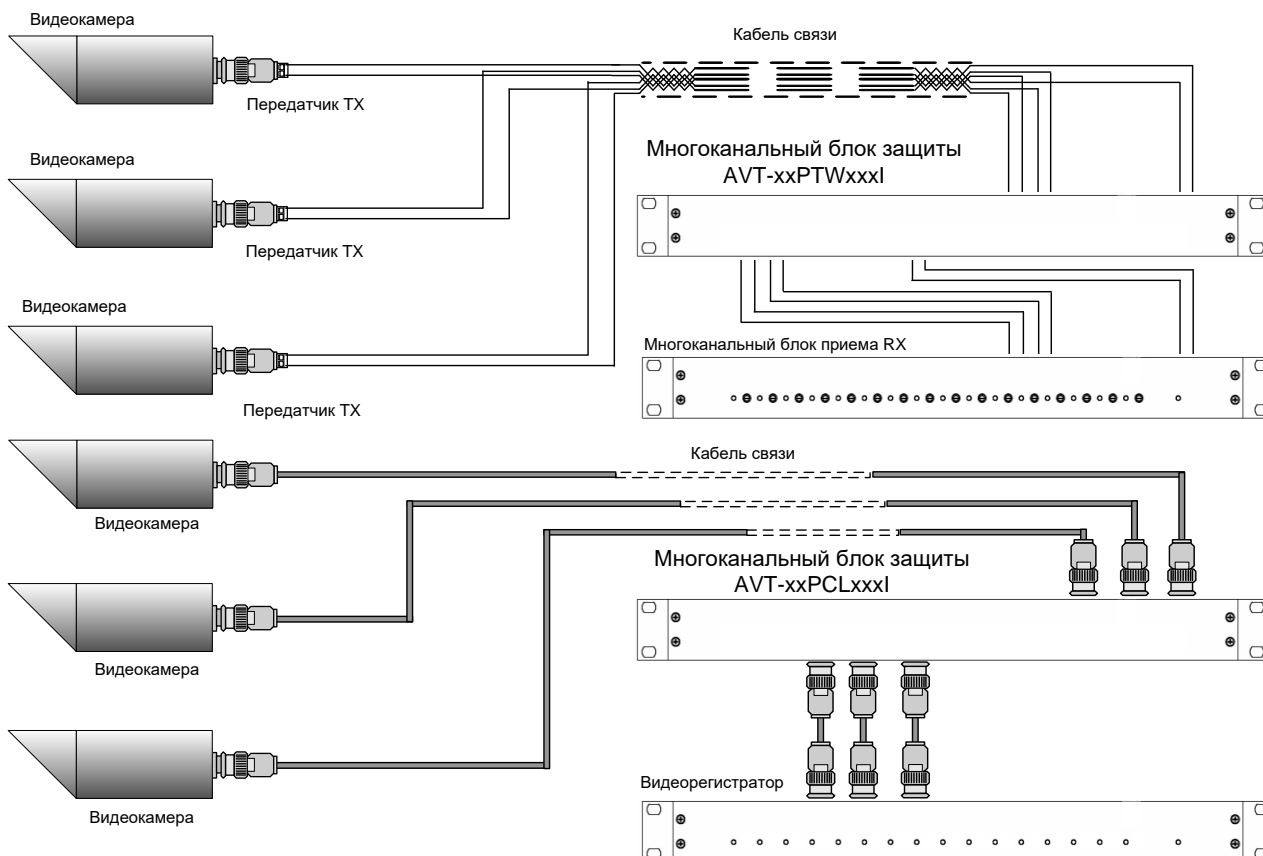 Видеокамера
Кабель связи
Передатчик TX
Видеокамера
Многоканальный блок защиты
AVT-xxPTWxxxI
Передатчик TX
Видеокамера
Многоканальный блок приема RX
Передатчик TX
Кабель связи
Видеокамера
Многоканальный блок защиты
AVT-xxPCLxxxI
Видеокамера
Видеорегистратор
Видеокамера